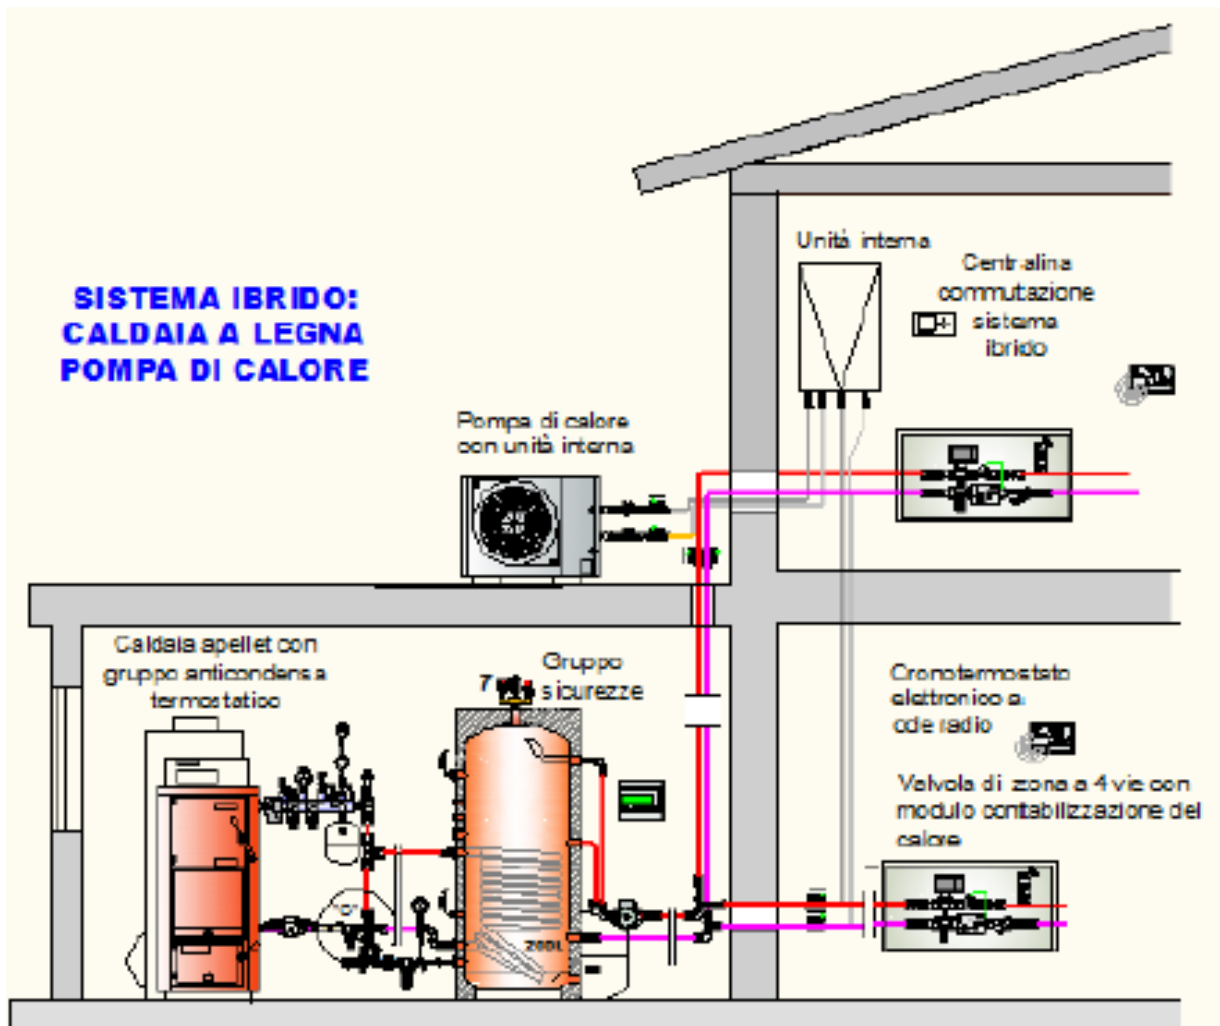 SISTEMA IBRIDO:
CALDAIA A LEGNA
POMPA DI CALORE
Unità interna
Centralina
commutazione
sistema
ibrido
Pompa di calore
con unità interna
Caldaia apellet con
gruppo anticondensa
termostatico
Gruppo
sicurezze
Cronotermostato
elettronico a
ode radio
Valvola di zona a 4 vie con
modulo contabilizzazione del
calore
"C"
200L